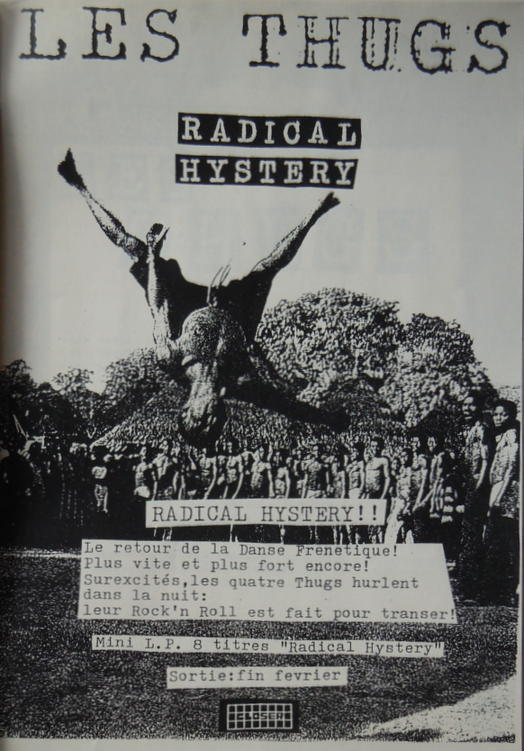 LES THUGS
RADICAL
HYSTERY
RADICAL HYSTERY!!
Le retour de la Danse Frenetique!
Plus vite et plus fort encore!
Surexcités,les quatre Thugs hurlent
dans la nuit:
leur Rock'n Roll est fait pour transer!
Mini L.P. 8 titres "Radical Hystery"
Sortie:fin fevrier
CLOSER